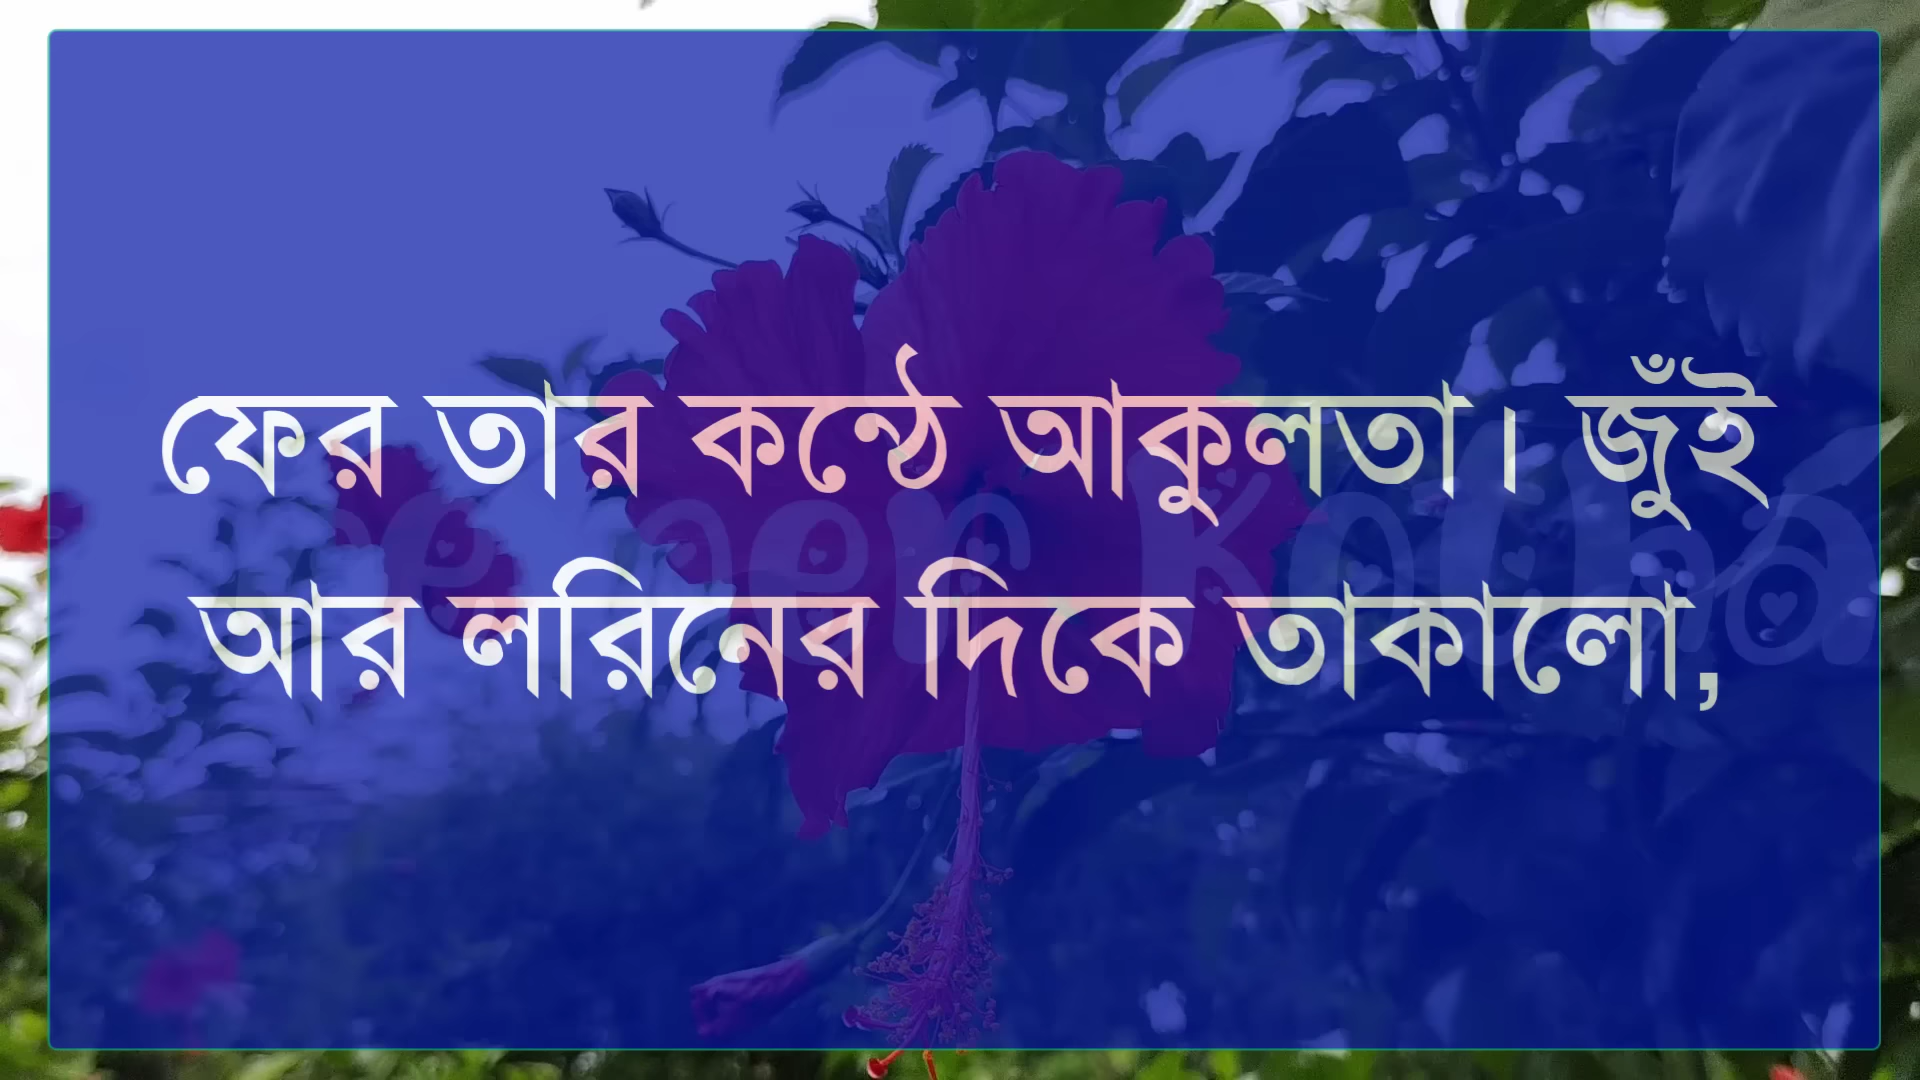 ফের তার কন্ঠে আকুলতা। জুঁই
আর লরিনের দিকে তাকালো,